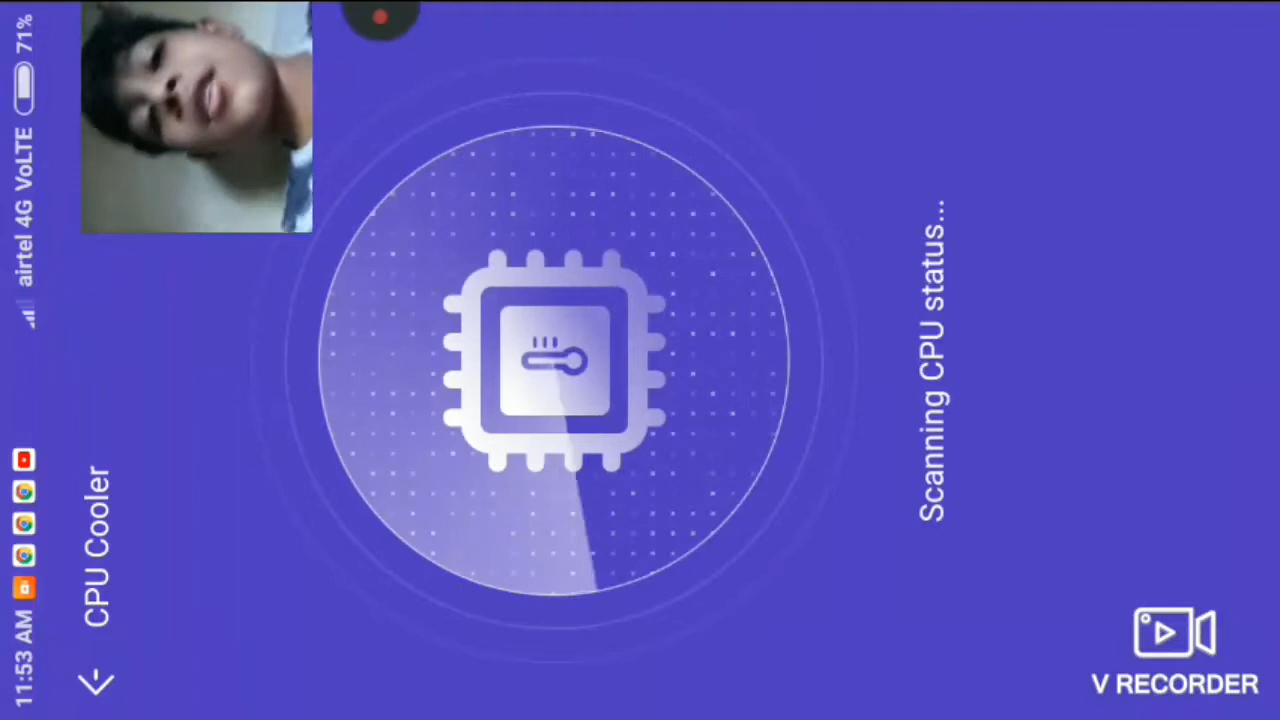 11:53 AM
airtel 4G VoLTE
71%
CPU Cooler
Scanning CPU status...
V RECORDER